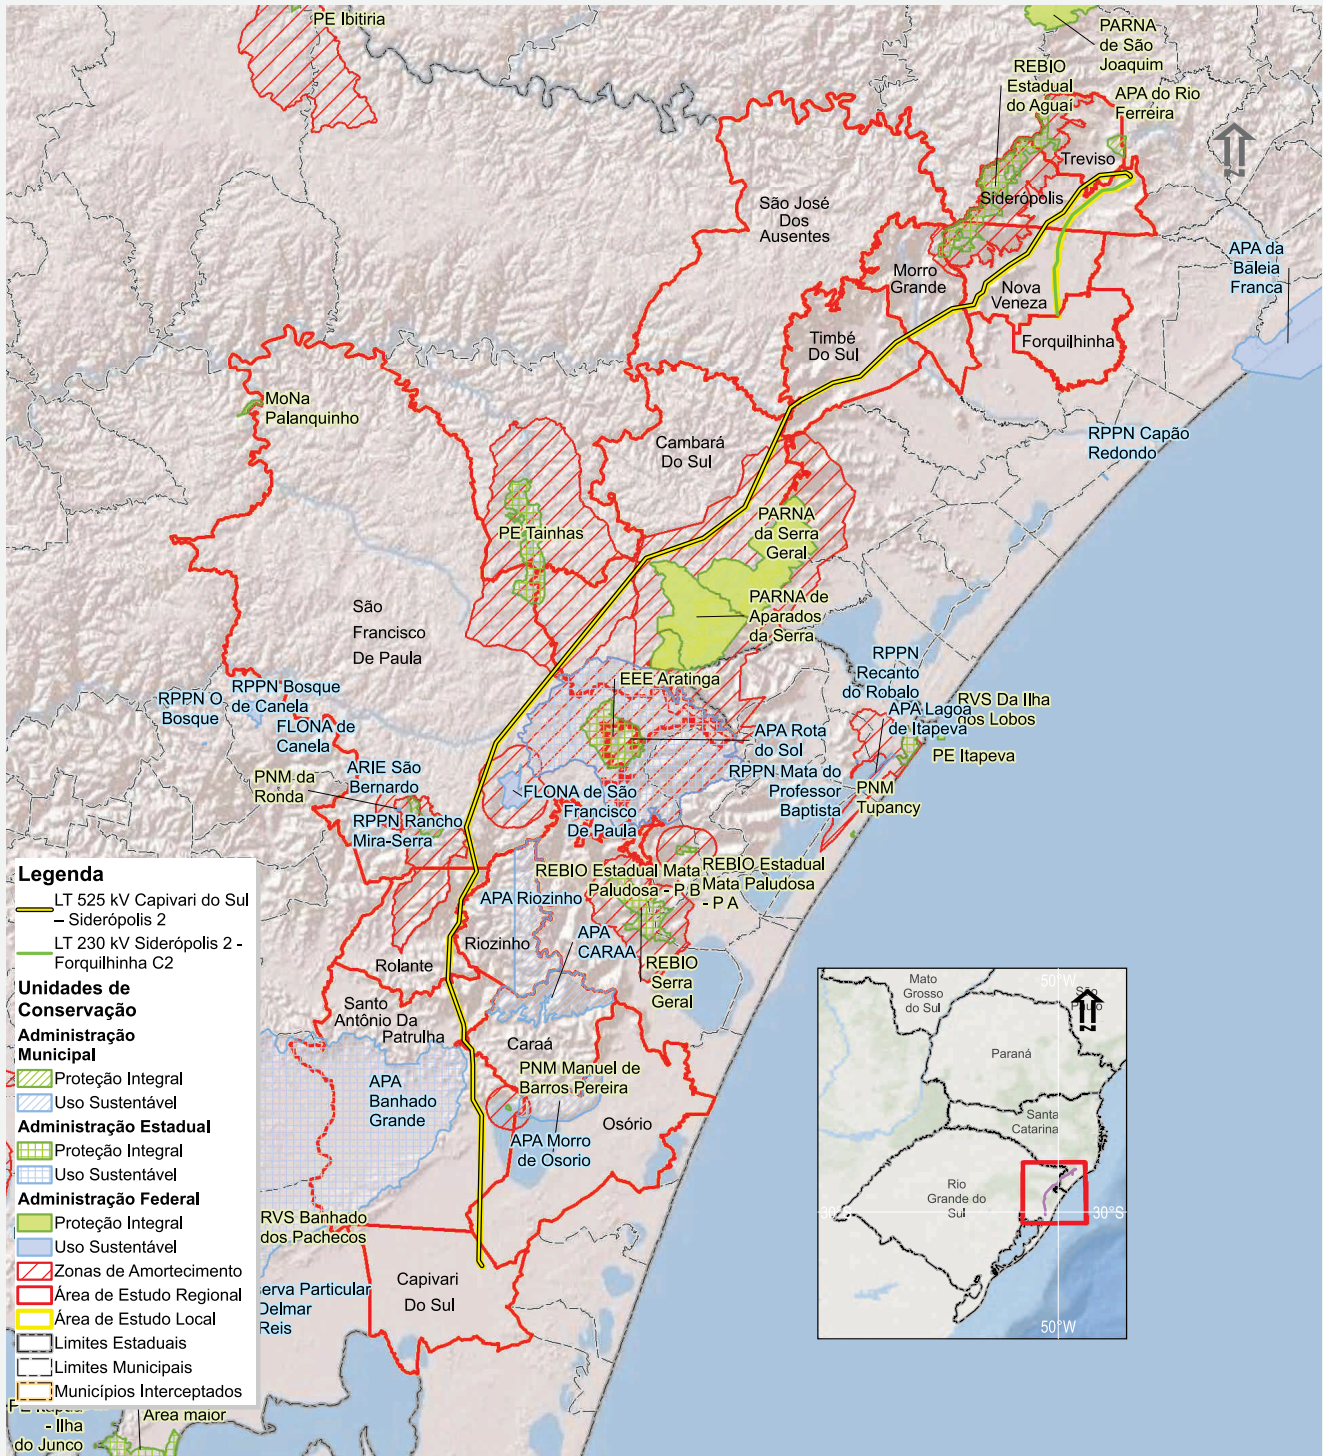 PE Ibitiria
PARNA
de São
Joaquim
REBIO
Estadual
do Aguaí
APA do Rio
Ferreira
Treviso
Siderópolis
São José
Dos
Ausentes
APA da
Baleia
Franca
Morro
Grande
Nova
Veneza
Timbé
Do Sul
Forquilhinha
MoNa
Palanquinho
Cambará
Do Sul
RPPN Capão
Redondo
PARNA
da Serra
Geral
PE Tainhas
PARNA de
Aparados
da Serra
São
Francisco
De Paula
RPPN
Recanto
do Robalo
EEE Aratinga
RPPN O
Bosque
RPPN Bosque
de Canela
FLONA de
Canela
RVS Da Ilha
dos Lobos
APA Lagoa
de Itapeva
APA Rota
do Sol
PE Itapeva
ARIE São
Bernardo
PNM da
Ronda
RPPN Mata do
Professor
Baptista
PNM
Tupancy
FLONA de São
Francisco
De Paula
RPPN Rancho
Mira-Serra
REBIO Estadual Mata
Paludosa - P B
REBIO Estadual
Mata Paludosa
- P A
APA Riozinho
APA
CARAA
Riozinho
Rolante
REBIO
Serra
Geral
Santo
Antônio Da
Patrulha
Caraá
PNM Manuel de
Barros Pereira
APA
Banhado
Grande
Osório
APA Morro
de Osorio
RVS Banhado
dos Pachecos
Capivari
Do Sul
erva Particular
Delmar
Reis
- Ilha
do Junco
Area maior
Legenda
LT 525 kV Capivari do Sul
– Siderópolis 2
LT 230 kV Siderópolis 2 -
Forquilhinha C2
Unidades de
Conservação
Administração
Municipal
Proteção Integral
Uso Sustentável
Administração Estadual
Proteção Integral
Uso Sustentável
Administração Federal
Proteção Integral
Uso Sustentável
Zonas de Amortecimento
Área de Estudo Regional
Área de Estudo Local
Limites Estaduais
Limites Municipais
Municípios Interceptados
Mato
Grosso
do Sul
50°W
São
Paulo
Paraná
Santa
Catarina
Rio
Grande do
Sul
30°S
30°S
50°W